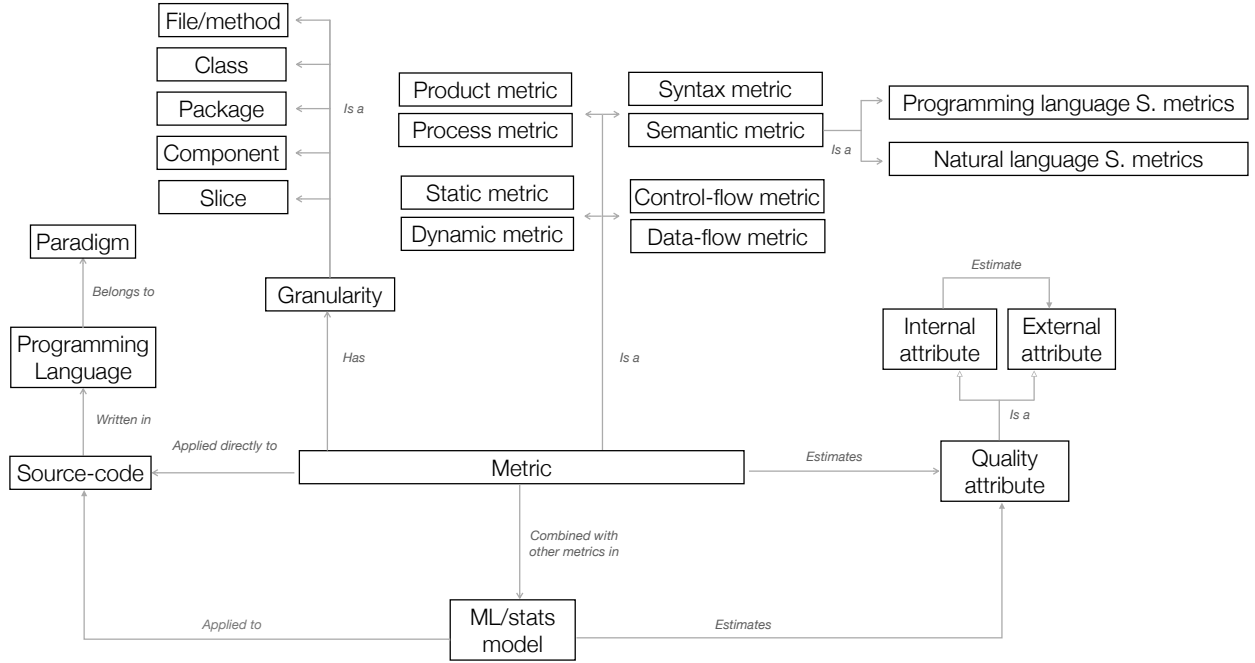 File/method
Class
Package
Component
Slice
Is a
Product metric
Process metric
Syntax metric
Semantic metric
Is a
Programming language S. metrics
Natural language S. metrics
Static metric
Dynamic metric
Control-flow metric
Data-flow metric
Paradigm
Belongs to
Programming
Language
Written in
Source-code
Granularity
Has
Is a
Estimate
Internal
attribute
External
attribute
Is a
Applied directly to
Metric
Estimates
Quality
attribute
Combined with
other metrics in
Applied to
ML/stats
model
Estimates